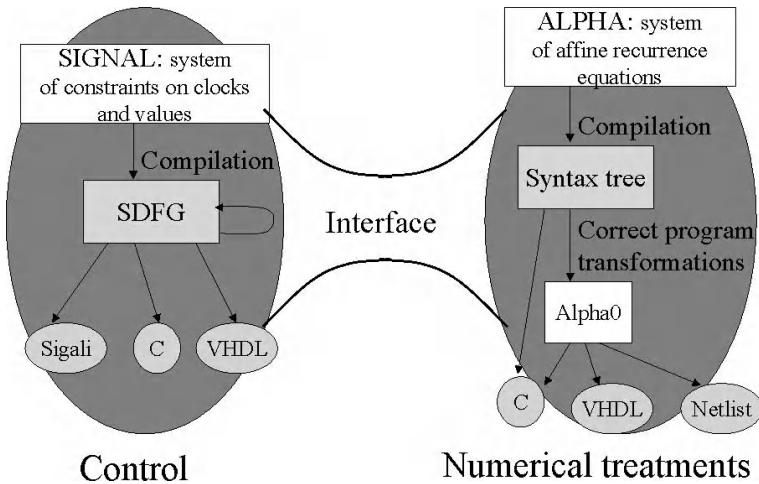 SIGNAL: system
of constraints on clocks
and values
Compilation
SDFG
Sigali
C
VHDL
Control
Interface
ALPHA: system
of affine recurrence
equations
Compilation
Syntax tree
Correct program
transformations
Alpha0
C
VHDL
Netlist
Numerical treatments